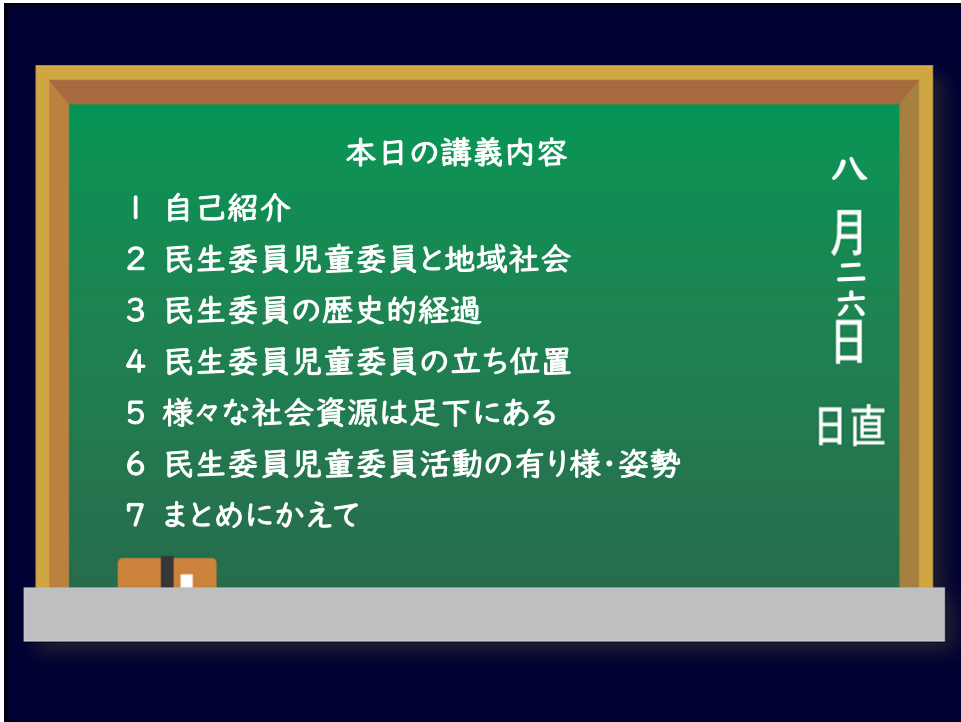 本日の講義内容
1 自己紹介
2 民生委員児童委員と地域社会
3 民生委員の歴史的経過
4 民生委員児童委員の立ち位置
5 様々な社会資源は足下にある
6 民生委員児童委員活動の有り様・姿勢
7 まとめにかえて
八月二六日
日直